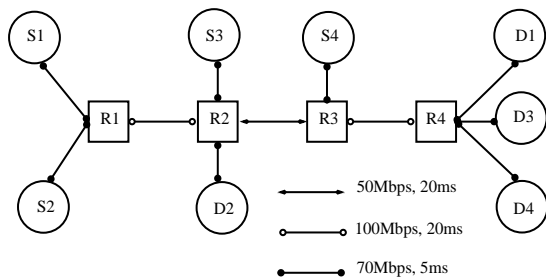 S1
S3
S4
D1
R1
R2
R3
R4
D3
S2
D2
D4
50Mbps, 20ms
100Mbps, 20ms
70Mbps, 5ms